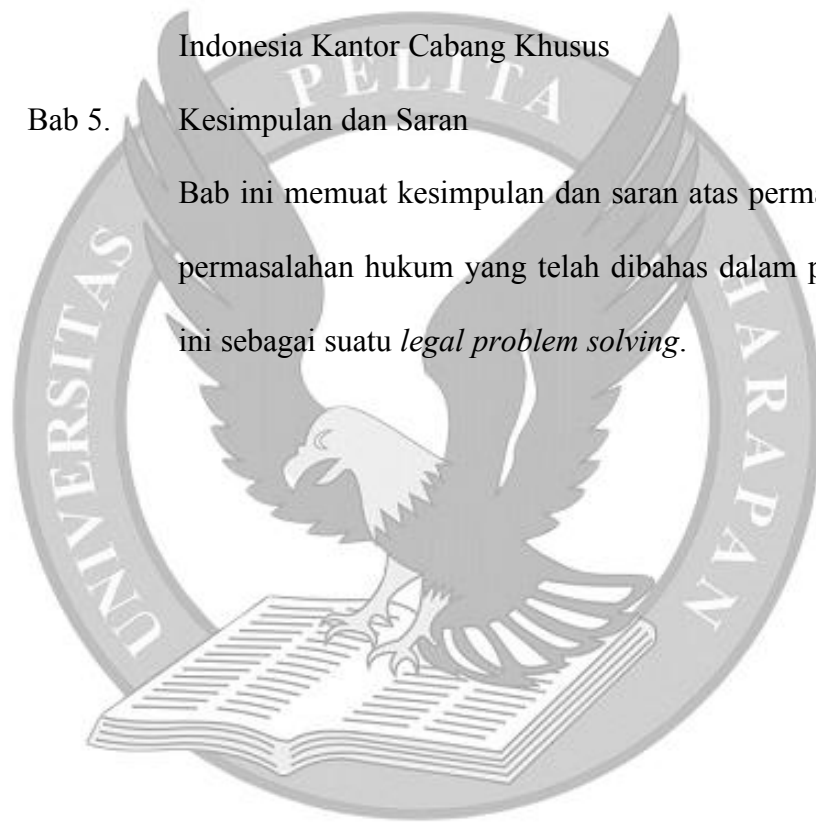 Indonesia Kantor Cabang Khusus
Bab 5. Kesimpulan dan Saran
Bab ini memuat kesimpulan dan saran atas
permasalahan hukum yang telah dibahas dalam
ini sebagai suatu legal problem solving.
UNIVERSITAS PELITA HARAPAN